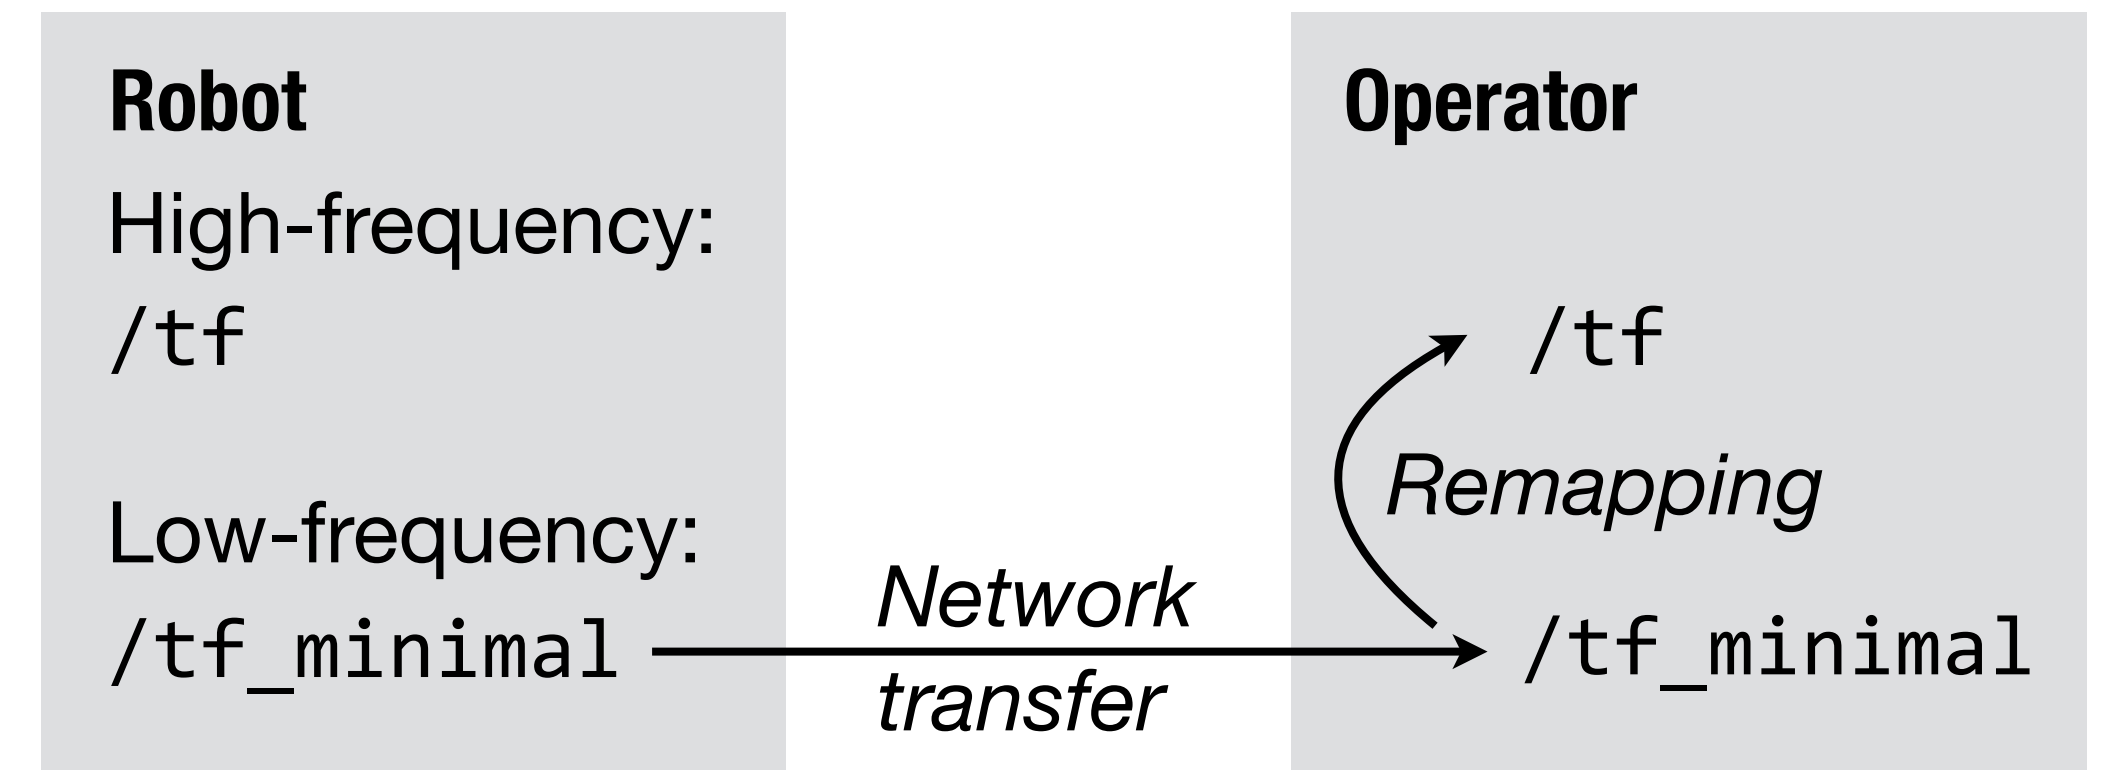 Robot
High-frequency:
/tf
Low-frequency:
/tf_minimal
Network
transfer
Operator
/tf
Remapping
/tf_minimal